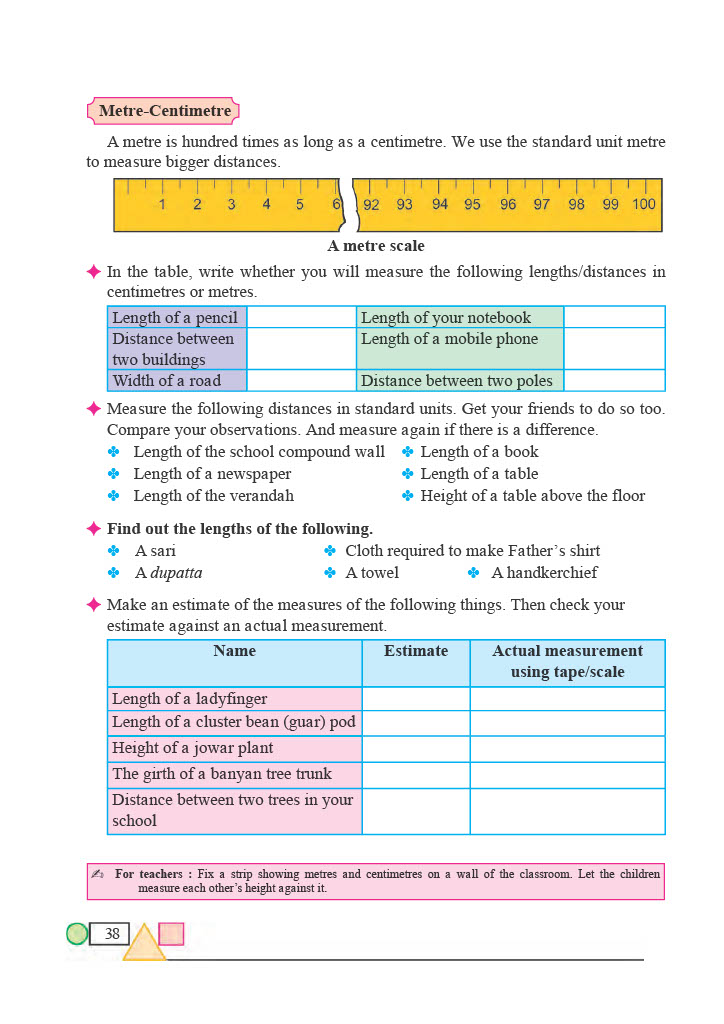 Metre-Centimetre
A metre is hundred times as long as a centimetre. We use the standard unit metre
to measure bigger distances.
1 2 3 4 5 6 92 93 94 95 96 97 98 99 100
A metre scale
In the table, write whether you will measure the following lengths/distances in
centimetres or metres.
Length of a pencil Length of your notebook
Distance between Length of a mobile phone
two buildings
Width of a road Distance between two poles
Measure the following distances in standard units. Get your friends to do so too.
Compare your observations. And measure again if there is a difference.
Length of the school compound wall Length of a book
Length of a newspaper Length of a table
Length of the verandah Height of a table above the floor
Find out the lengths of the following.
A sari Cloth required to make Father’s shirt
A dupatta A towel A handkerchief
Make an estimate of the measures of the following things. Then check your
estimate against an actual measurement.
Name Estimate Actual measurement
using tape/scale
Length of a ladyfinger
Length of a cluster bean (guar) pod
Height of a jowar plant
The girth of a banyan tree trunk
Distance between two trees in your
school
For teachers : Fix a strip showing metres and centimetres on a wall of the classroom. Let the children
measure each other’s height against it.
38